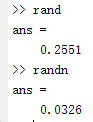 >> rand
ans =
0.2551
>> randn
ans =
0.0326